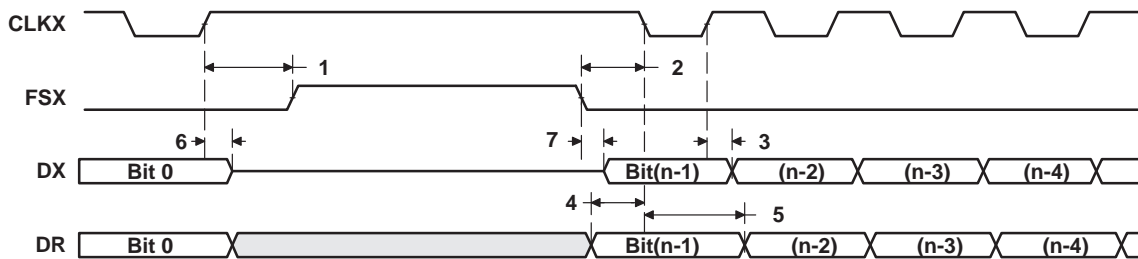 CLKX
1
2
FSX
6
7
3
DX Bit 0 Bit(n-1) (n-2) (n-3) (n-4)
4
5
DR Bit 0 Bit(n-1) (n-2) (n-3) (n-4)